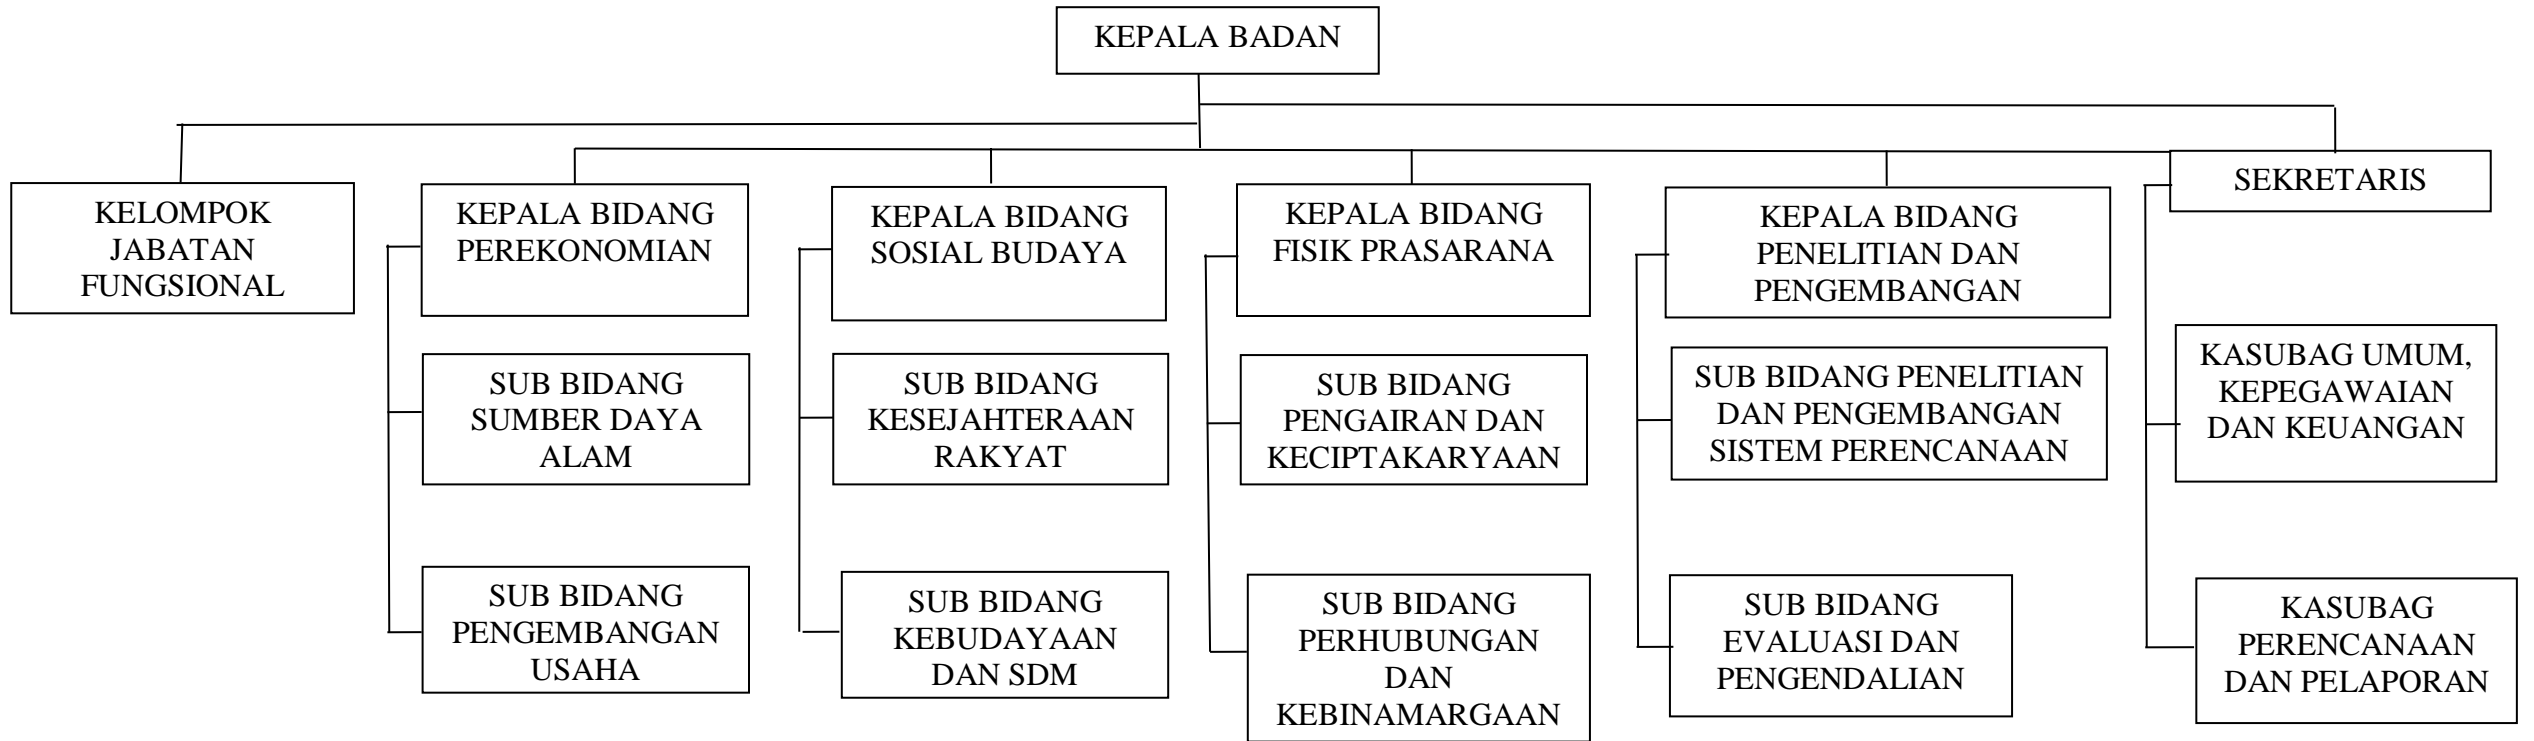 KEPALA BADAN
KELOMPOK
JABATAN
FUNGSIONAL
KEPALA BIDANG
PEREKONOMIAN
KEPALA BIDANG
SOSIAL BUDAYA
KEPALA BIDANG
FISIK PRASARANA
KEPALA BIDANG
PENELITIAN DAN
PENGEMBANGAN
SEKRETARIS
SUB BIDANG
SUMBER DAYA
ALAM
SUB BIDANG
KESEJAHTERAAN
RAKYAT
SUB BIDANG
PENGAIRAN DAN
KECIPTAKARYAAN
SUB BIDANG PENELITIAN
DAN PENGEMBANGAN
SISTEM PERENCANAAN
KASUBAG UMUM,
KEPEGAWAIAN
DAN KEUANGAN
SUB BIDANG
PENGEMBANGAN
USAHA
SUB BIDANG
KEBUDAYAAN
DAN SDM
SUB BIDANG
PERHUBUNGAN
DAN
KEBINAMARGAAN
SUB BIDANG
EVALUASI DAN
PENGENDALIAN
KASUBAG
PERENCANAAN
DAN PELAPORAN